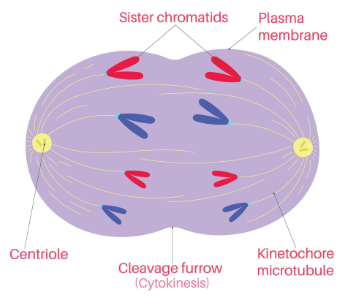 Sister chromatids
Plasma
membrane
Centriole
Cleavage furrow
(Cytokinesis)
Kinetochore
microtubule